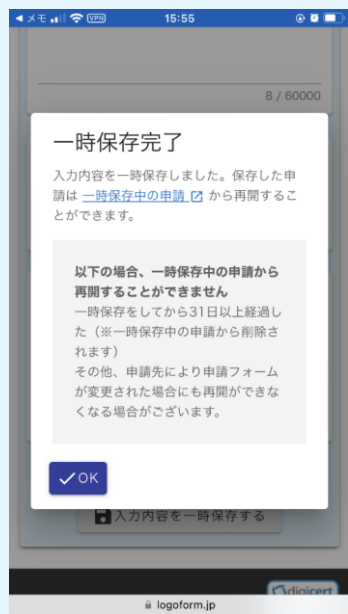 メモ VPN 15:55
8 / 60000
一時保存完了
入力内容を一時保存しました。保存した申
請は 一時保存中の申請 から再開するこ
とができます。
以下の場合、一時保存中の申請から
再開することができません
一時保存をしてから31日以上経過し
た（※一時保存中の申請から削除さ
れます）
その他、申請先により申請フォーム
が変更された場合にも再開ができな
くなる場合がございます。
OK
入力内容を一時保存する
digicert
logoform.jp